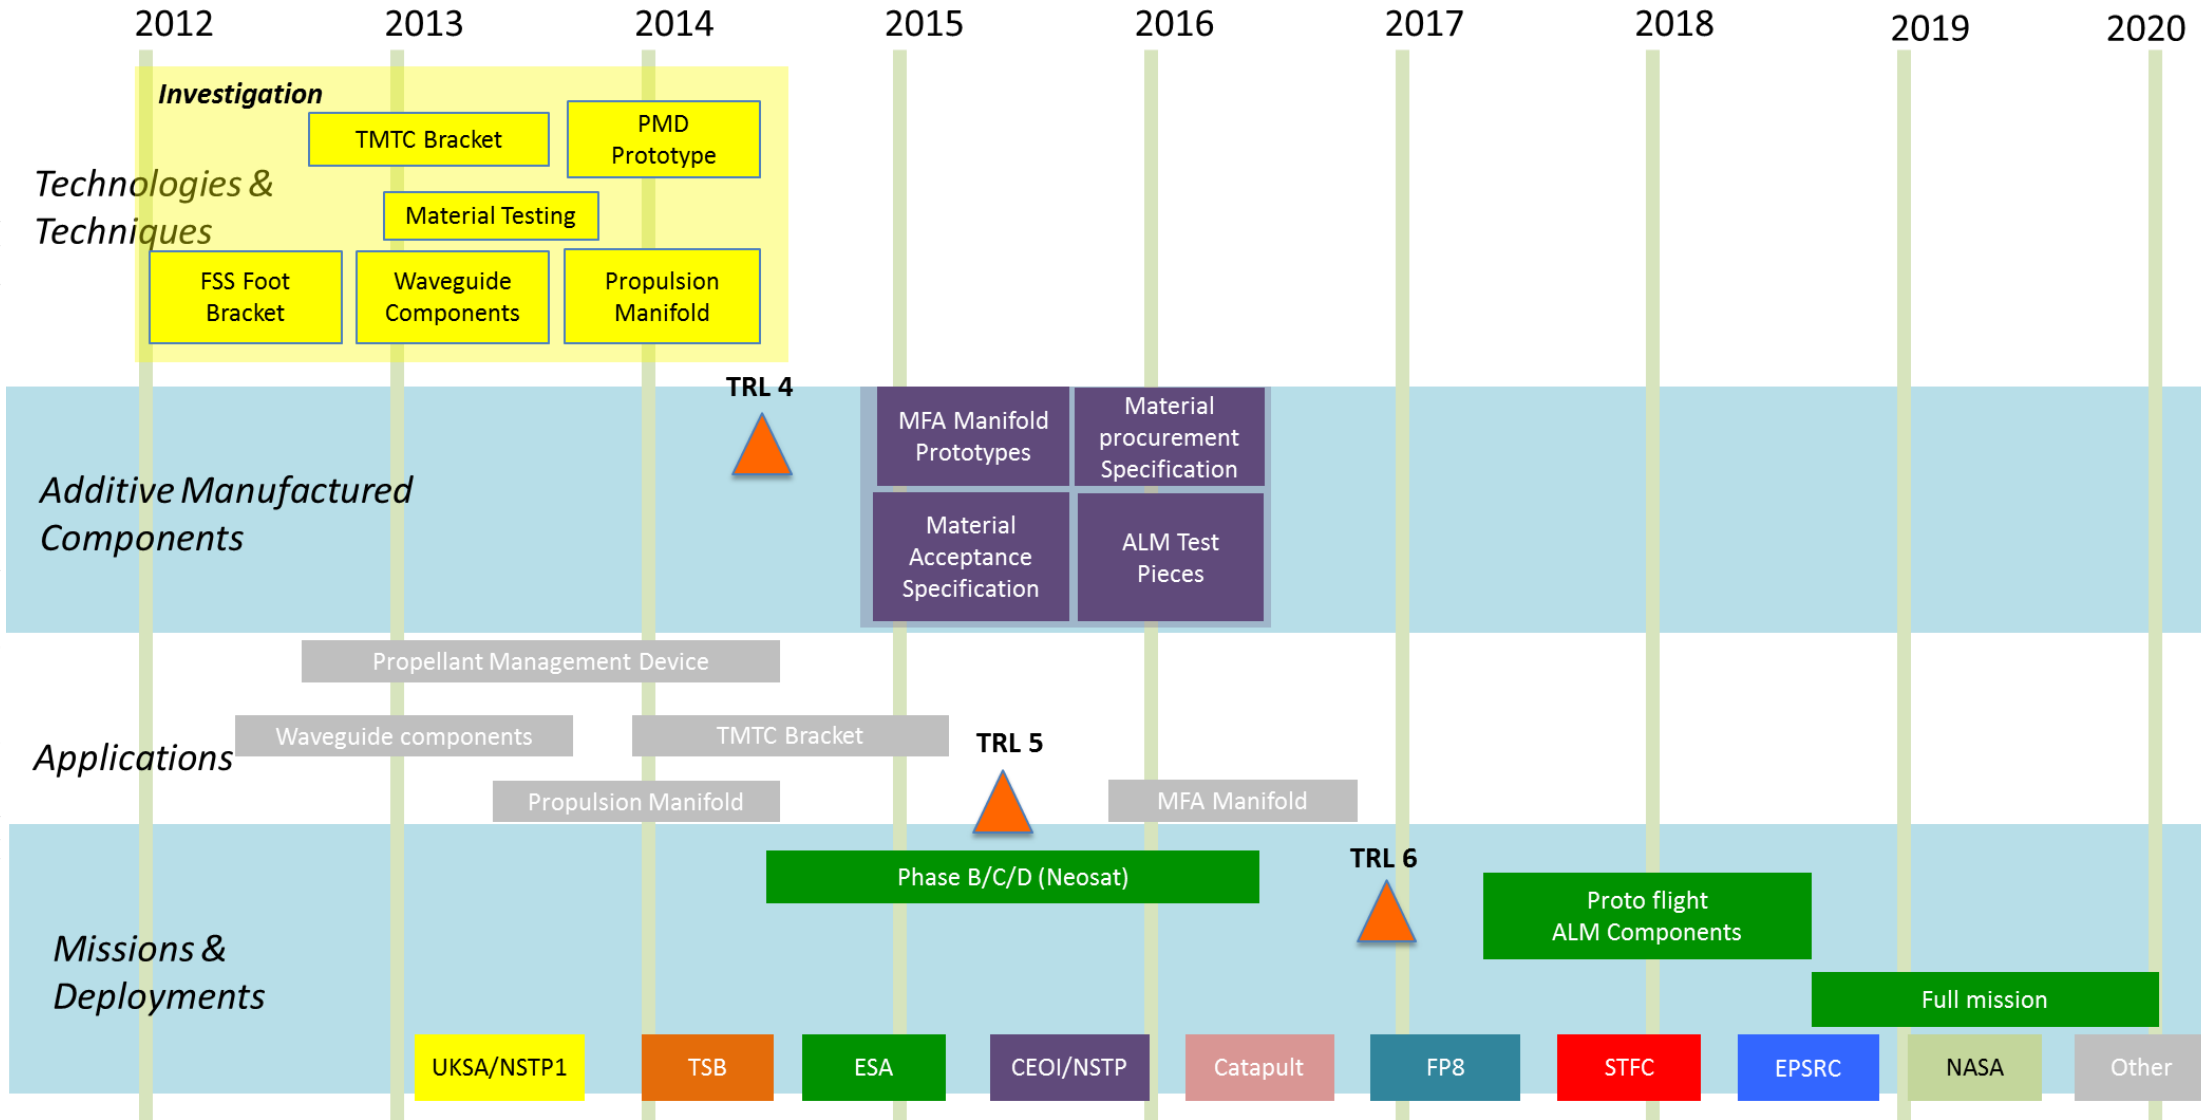 2012 2013 2014 2015 2016 2017 2018 2019 2020
Investigation
TMTC Bracket
PMD
Prototype
Technologies &
Techniques
Material Testing
FSS Foot
Bracket
Waveguide
Components
Propulsion
Manifold
TRL 4
MFA Manifold
Prototypes
Material
procurement
Specification
Additive Manufactured
Components
Material
Acceptance
Specification
ALM Test
Pieces
Propellant Management Device
Waveguide components
TMTC Bracket
Applications
TRL 5
Propulsion Manifold
MFA Manifold
Phase B/C/D (Neosat)
TRL 6
Proto flight
ALM Components
Missions &
Deployments
Full mission
UKSA/NSTP1
TSB
ESA
CEOI/NSTP
Catapult
FP8
STFC
EPSRC
NASA
Other